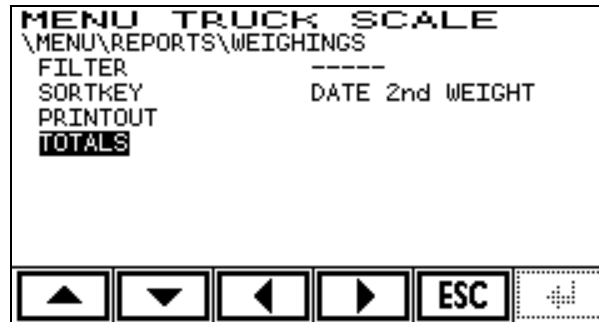 MENU TRUCK SCALE
\MENU\REPORTS\WEIGHINGS
FILTER -----
SORTKEY DATE 2nd WEIGHT
PRINTOUT
TOTALS
ESC